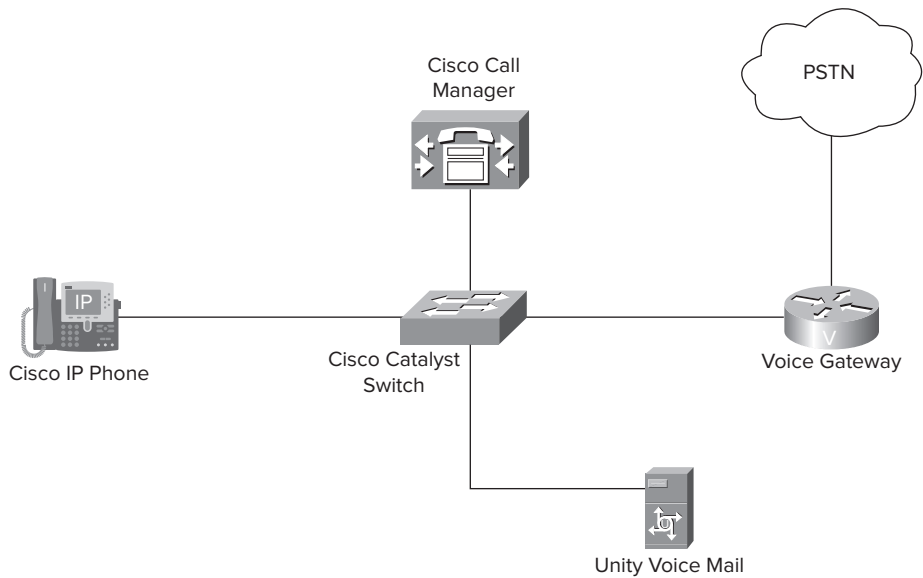 PSTN
Cisco Call
Manager
IP
Cisco IP Phone
Cisco Catalyst
Switch
V
Voice Gateway
Unity Voice Mail